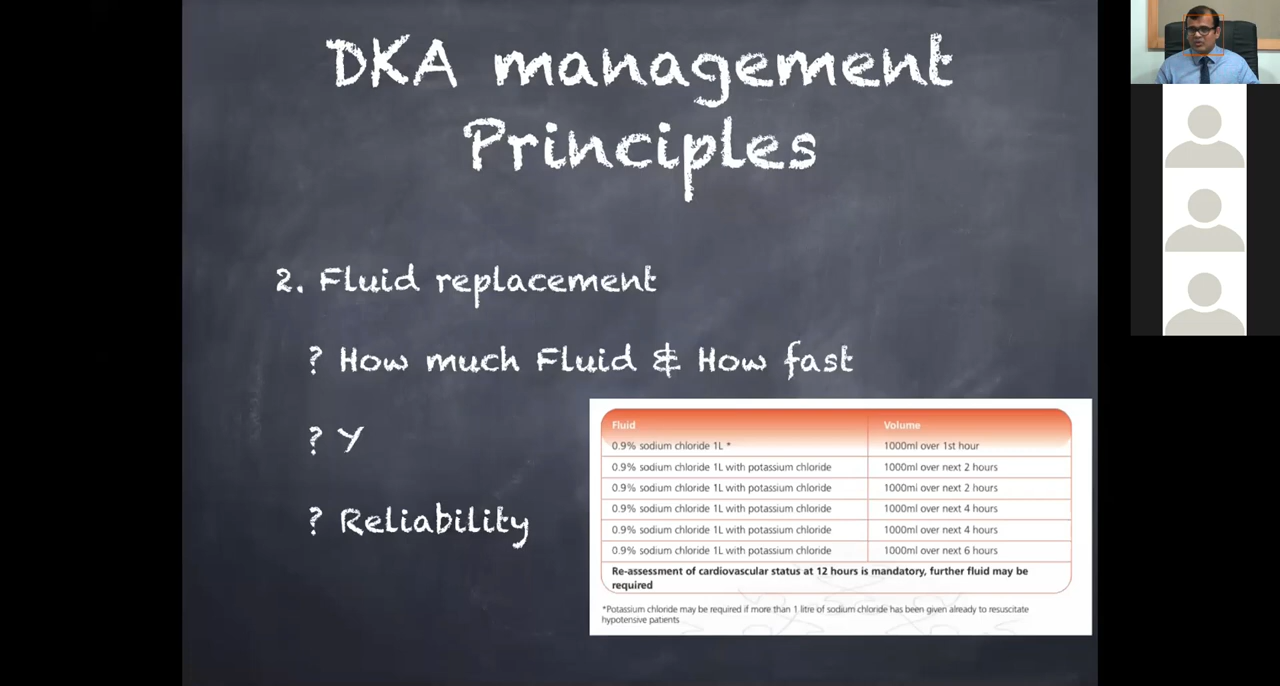 DKA management
Principles
2. Fluid replacement
? How much Fluid & How fast
? Y
? Reliability
Fluid Volume
0.9% sodium chloride 1L * 1000ml over 1st hour
0.9% sodium chloride 1L with potassium chloride 1000ml over next 2 hours
0.9% sodium chloride 1L with potassium chloride 1000ml over next 2 hours
0.9% sodium chloride 1L with potassium chloride 1000ml over next 4 hours
0.9% sodium chloride 1L with potassium chloride 1000ml over next 4 hours
0.9% sodium chloride 1L with potassium chloride 1000ml over next 6 hours
Re-assessment of cardiovascular status at 12 hours is mandatory, further fluid may be
required
*Potassium chloride may be required if more than 1 litre of sodium chloride has been given already to resuscitate
hypotensive patients